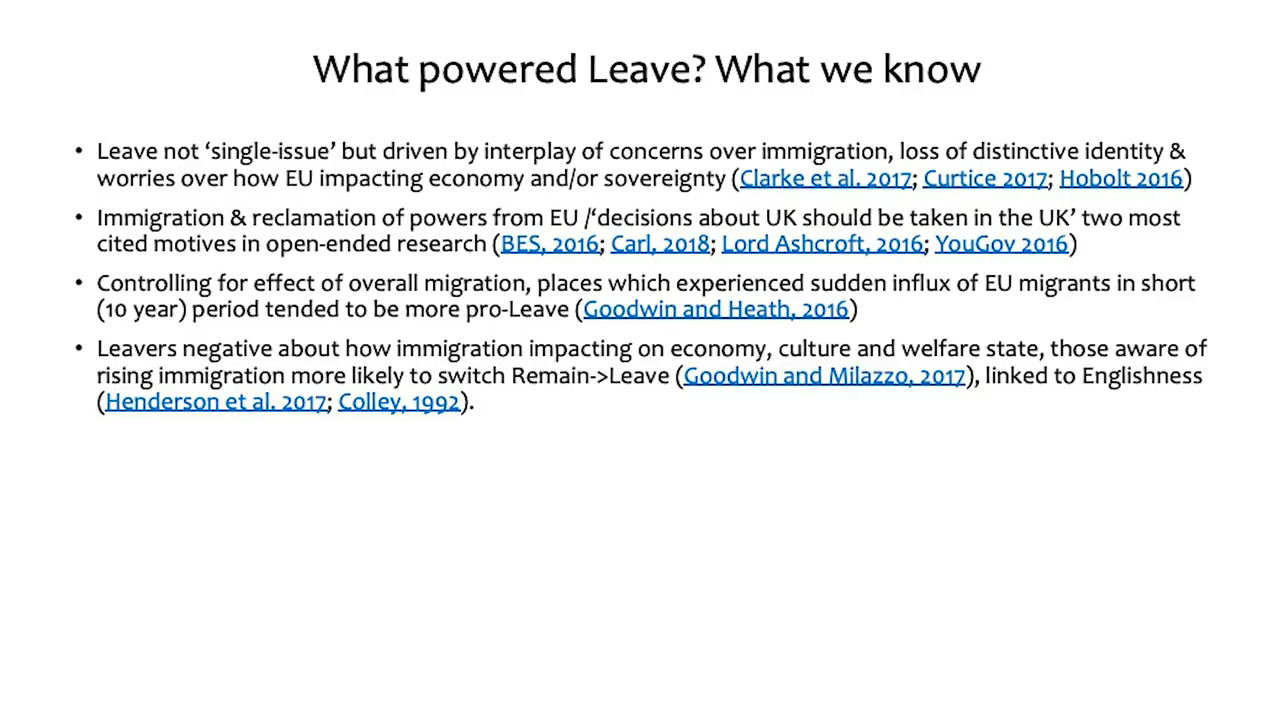 What powered Leave? What we know
• Leave not ‘single-issue’ but driven by interplay of concerns over immigration, loss of distinctive identity &
worries over how EU impacting economy and/or sovereignty (Clarke et al. 2017; Curtice 2017; Hobolt 2016)
• Immigration & reclamation of powers from EU /‘decisions about UK should be taken in the UK’ two most
cited motives in open-ended research (BES, 2016; Carl, 2018; Lord Ashcroft, 2016; YouGov 2016)
• Controlling for effect of overall migration, places which experienced sudden influx of EU migrants in short
(10 year) period tended to be more pro-Leave (Goodwin and Heath, 2016)
• Leavers negative about how immigration impacting on economy, culture and welfare state, those aware of
rising immigration more likely to switch Remain->Leave (Goodwin and Milazzo, 2017), linked to Englishness
(Henderson et al. 2017; Colley, 1992).